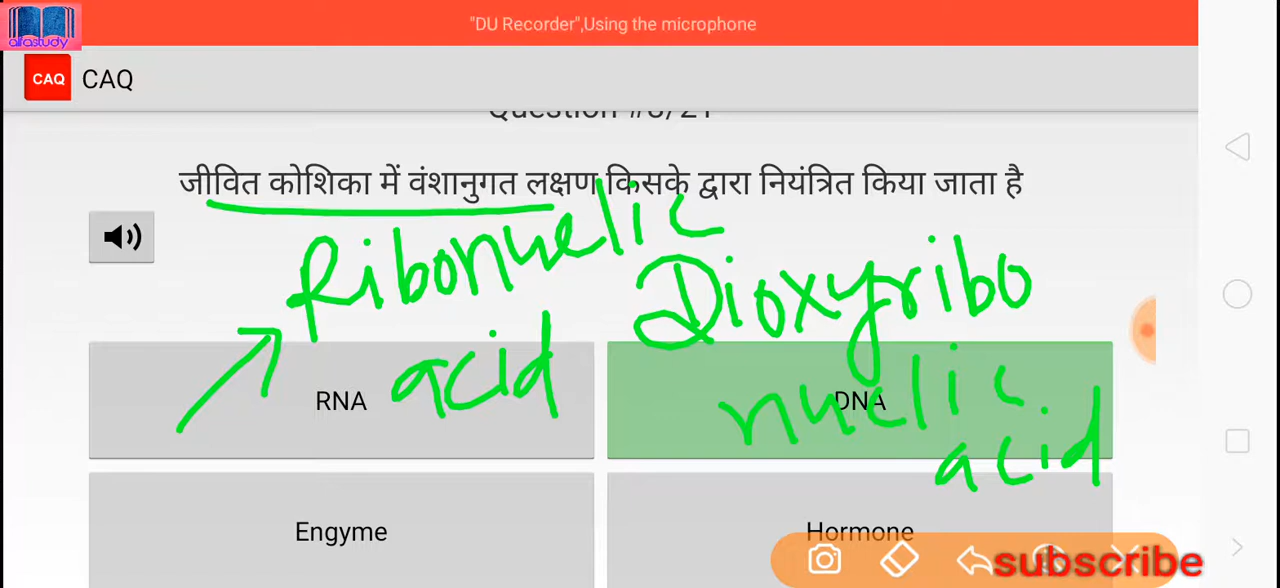 "DU Recorder",Using the microphone
alfastudy
CAQ CAQ
जीवित कोशिका में वंशानुगत लक्षण किसके द्वारा नियंत्रित किया जाता है
Ribonuelic
acid
Dioxyribo
nuelic
acid
RNA
DNA
Engyme
Hormone
subscribe